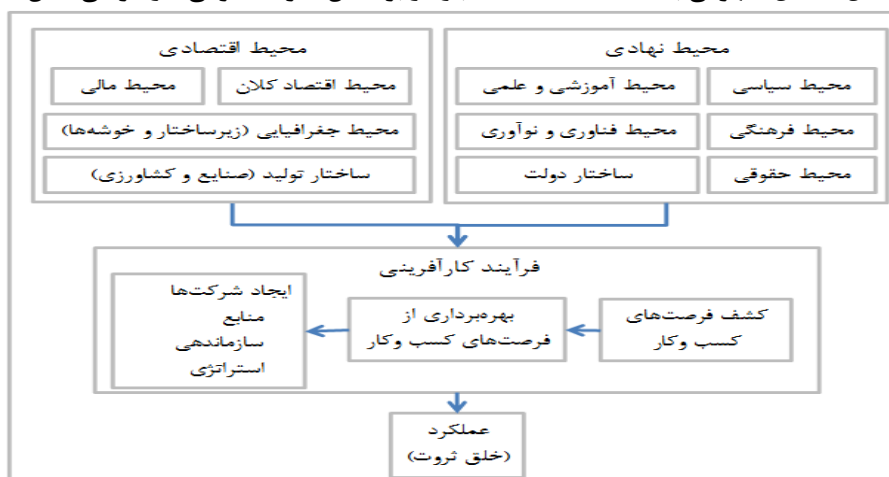 محیط نهادی
محیط سیاسی
محیط آموزشی و علمی
محیط فرهنگی
محیط فناوری و نوآوری
محیط حقوقی
ساختار دولت
محیط اقتصادی
محیط اقتصاد کلان
محیط مالی
محیط جغرافیایی (زیرساختار و خوشه‌ها)
ساختار تولید (صنایع و کشاورزی)
فرآیند کارآفرینی
کشف فرصت‌های
کسب وکار
بهره‌برداری از
فرصت‌های کسب وکار
ایجاد شرکت‌ها
منابع
سازماندهی
استراتژی
عملکرد
(خلق ثروت)